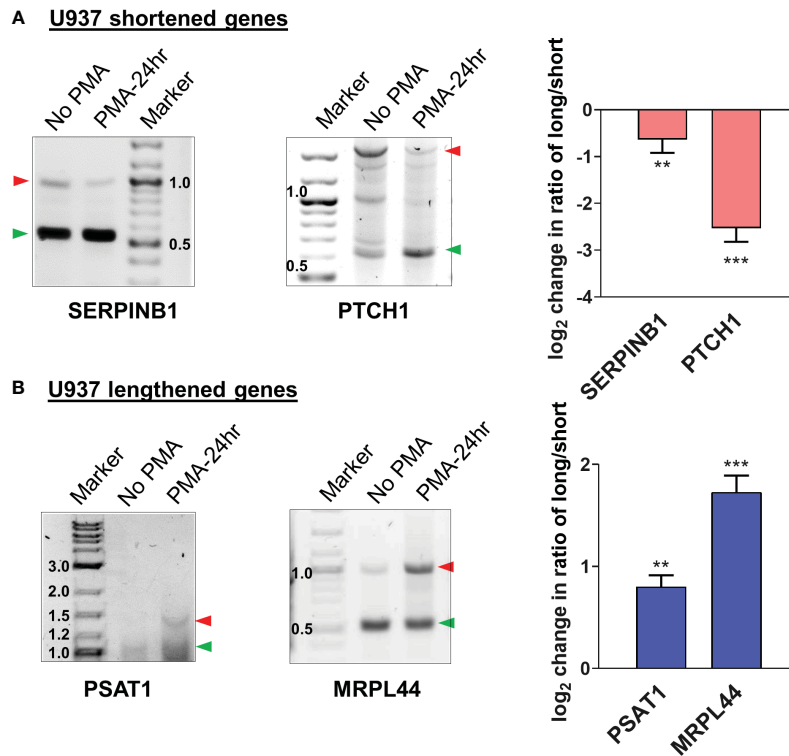 A U937 shortened genes
No PMA
PMA-24hr
Marker
1.0
0.5
SERPINB1
Marker
No PMA
PMA-24hr
1.0
0.5
PTCH1
log2 change in ratio of long/short
0
-1
-2
-3
-4
**
***
SERPINB1
PTCH1
B U937 lengthened genes
Marker
No PMA
PMA-24hr
3.0
2.0
1.5
1.2
1.0
PSAT1
Marker
No PMA
PMA-24hr
1.0
0.5
MRPL44
log2 change in ratio of long/short
2
1
0
**
***
PSAT1
MRPL44